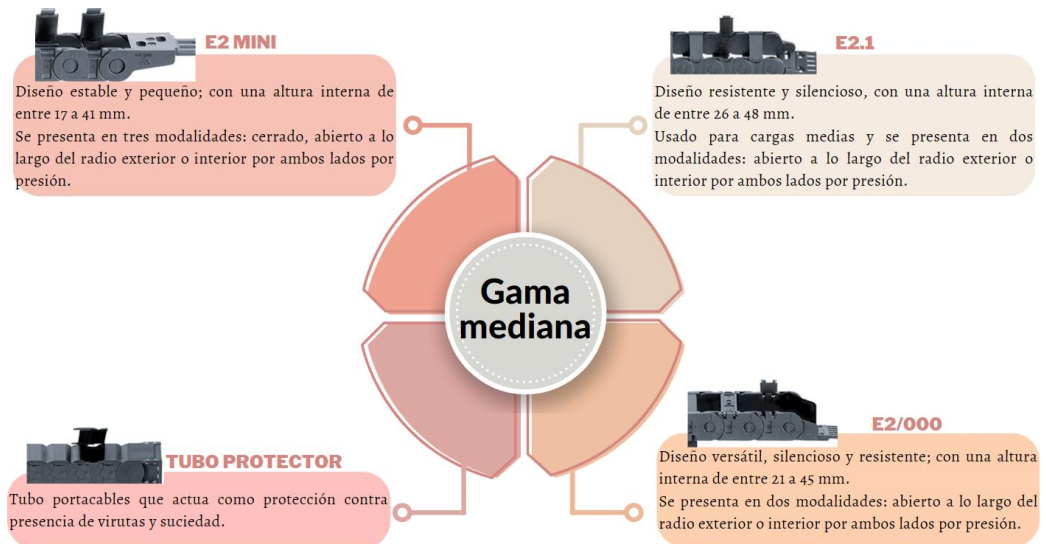 E2 MINI
Diseño estable y pequeño; con una altura interna de
entre 17 a 41 mm.
Se presenta en tres modalidades: cerrado, abierto a lo
largo del radio exterior o interior por ambos lados por
presión.
E2.1
Diseño resistente y silencioso, con una altura interna
de entre 26 a 48 mm.
Usado para cargas medias y se presenta en dos
modalidades: abierto a lo largo del radio exterior o
interior por ambos lados por presión.
Gama
mediana
TUBO PROTECTOR
Tubo portacables que actua como protección contra
presencia de virutas y suciedad.
E2/000
Diseño versátil, silencioso y resistente; con una altura
interna de entre 21 a 45 mm.
Se presenta en dos modalidades: abierto a lo largo del
radio exterior o interior por ambos lados por presión.